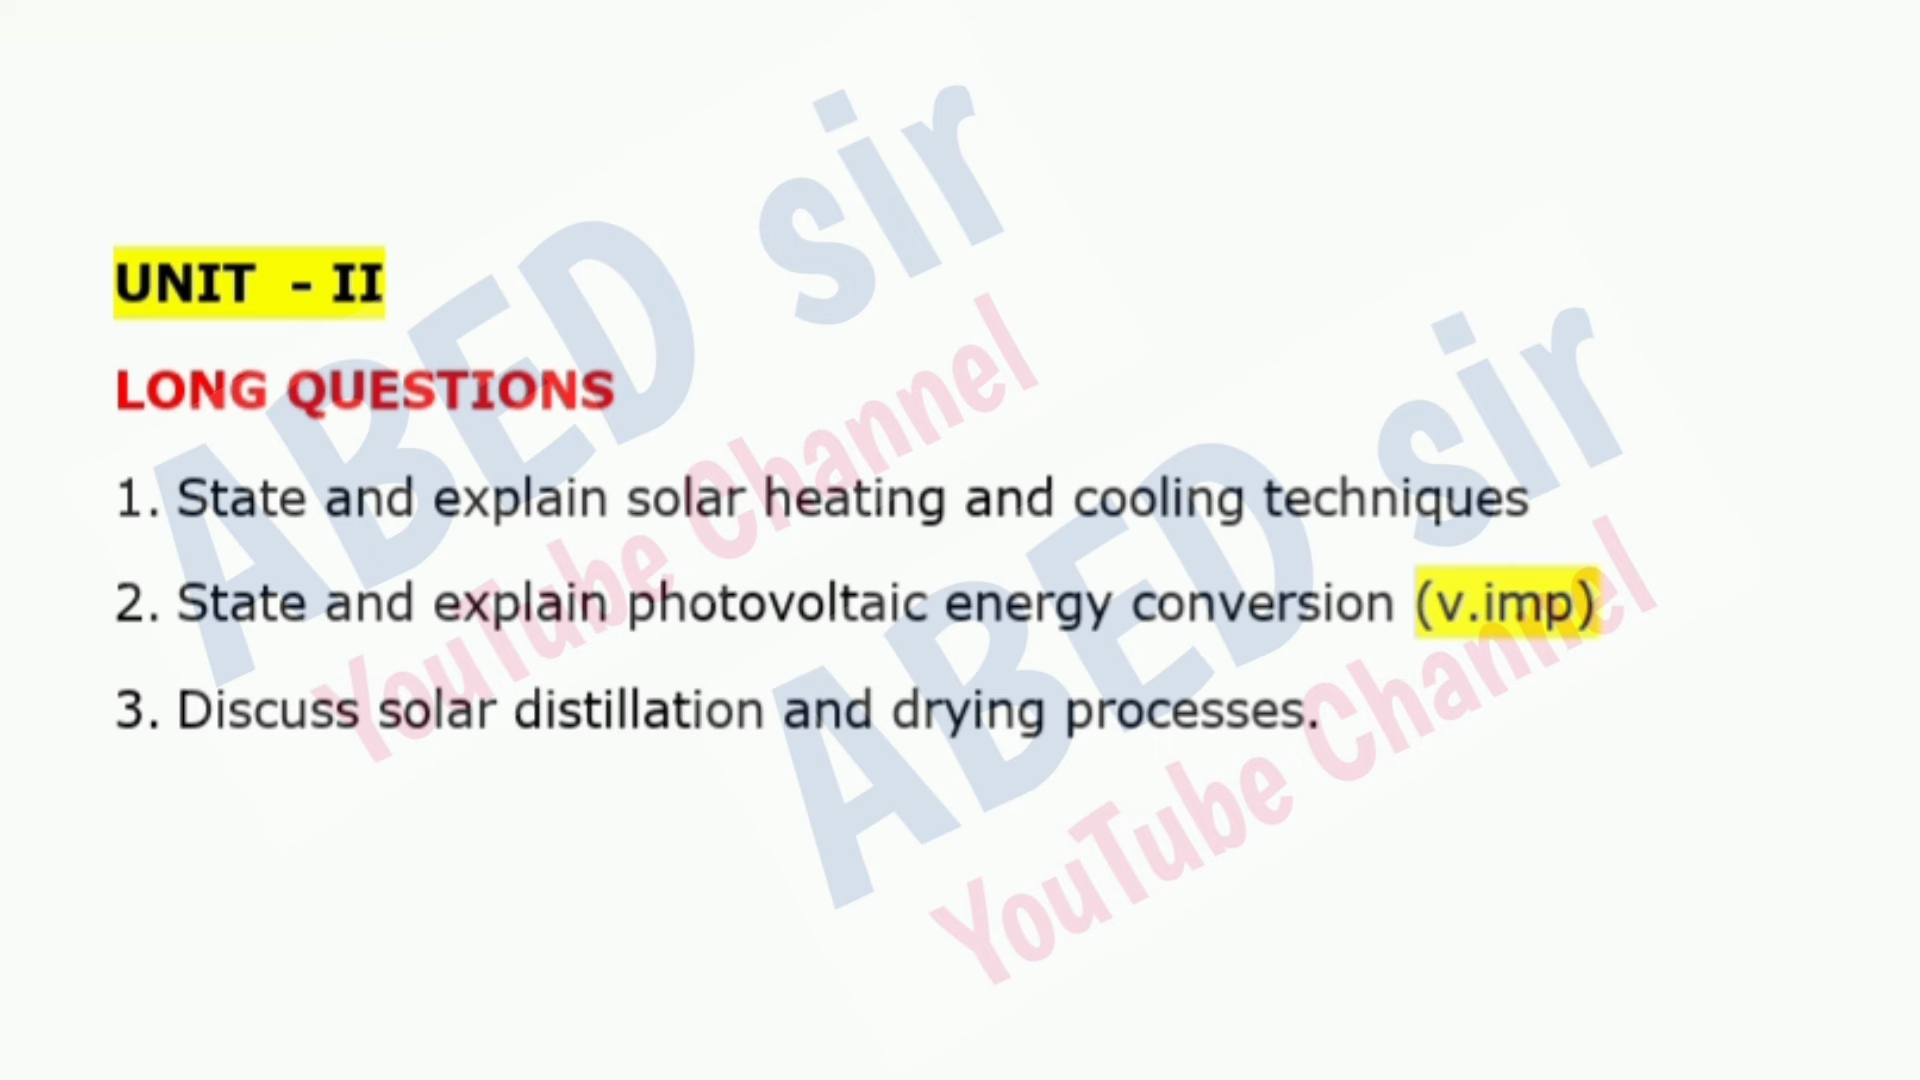 UNIT - II
LONG QUESTIONS
1. State and explain solar heating and cooling techniques
2. State and explain photovoltaic energy conversion (v.imp)
3. Discuss solar distillation and drying processes.
ABED sir
YouTube Channel
ABED sir
YouTube Channel